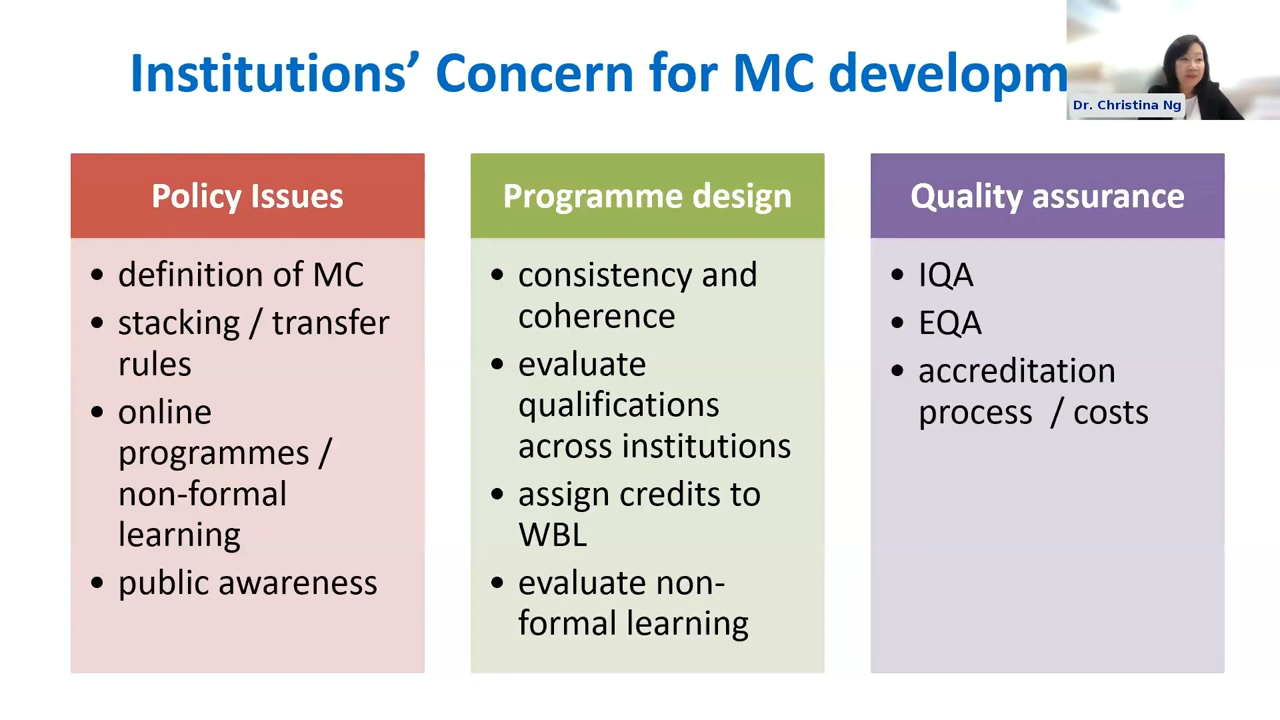 Institutions’ Concern for MC developm
Dr. Christina Ng
Policy Issues
• definition of MC
• stacking / transfer
rules
• online
programmes /
non-formal
learning
• public awareness
Programme design
• consistency and
coherence
• evaluate
qualifications
across institutions
• assign credits to
WBL
• evaluate non-
formal learning
Quality assurance
• IQA
• EQA
• accreditation
process / costs